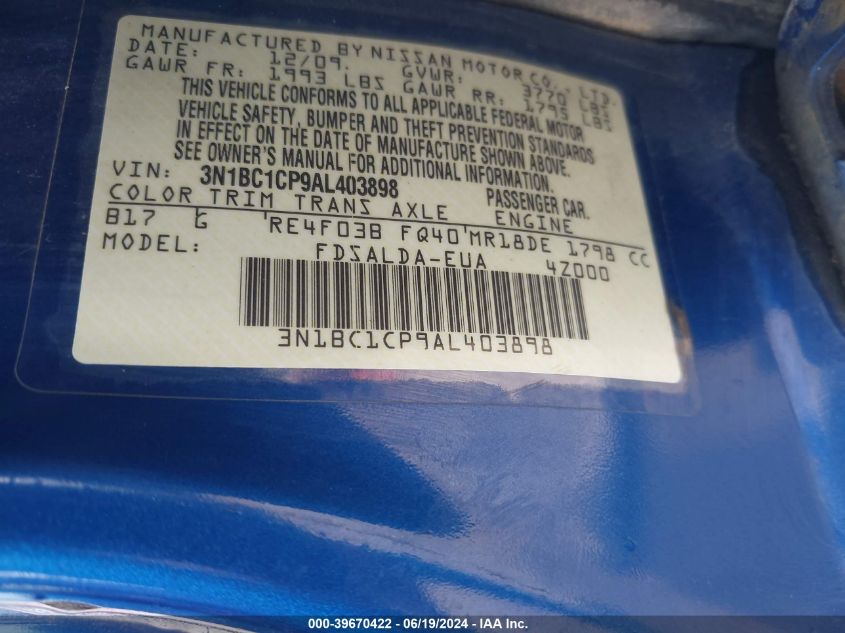 MANUFACTURED BY NISSAN MOTOR CO., LTD.
DATE: 12/09. GVWR: 3770 LBS
GAWR FR: 1993 LBS GAWR RR: 1795 LBS
THIS VEHICLE CONFORMS TO ALL APPLICABLE FEDERAL MOTOR
VEHICLE SAFETY, BUMPER AND THEFT PREVENTION STANDARDS
IN EFFECT ON THE DATE OF MANUFACTURE SHOWN ABOVE.
SEE OWNER'S MANUAL FOR ADDITIONAL INFORMATION.
VIN: 3N1BC1CP9AL403898 PASSENGER CAR.
COLOR TRIM TRANS AXLE ENGINE
B17 G RE4F03B FQ40 MR18DE 1798 CC
MODEL: FDSALDA-EUA 4Z000
3N1BC1CP9AL403898
000-39670422 - 06/19/2024 - IAA Inc.